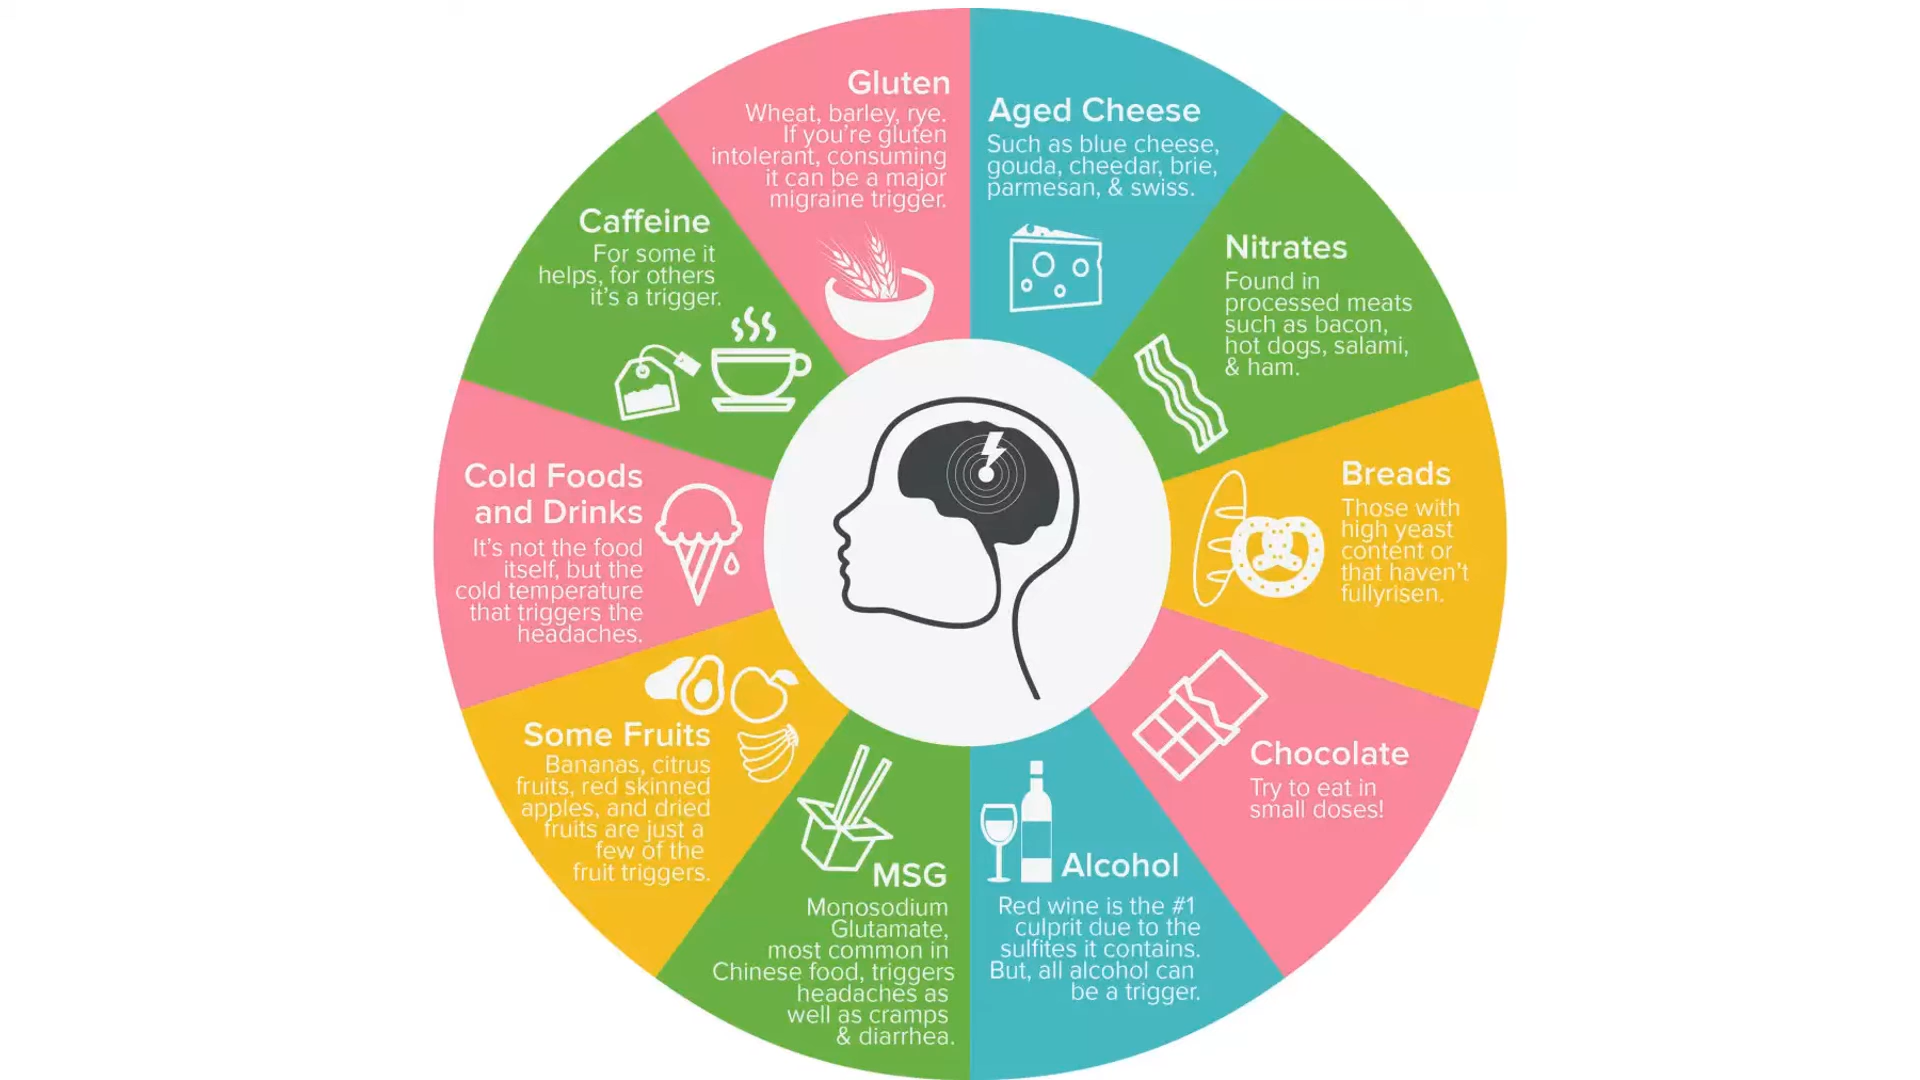 Gluten
Wheat, barley, rye.
If you're gluten
intolerant, consuming
it can be a major
migraine trigger.
Aged Cheese
Such as blue cheese,
gouda, cheedar, brie,
parmesan, & swiss.
Nitrates
Found in
processed meats
such as bacon,
hot dogs, salami,
& ham.
Breads
Those with
high yeast
content or
that haven't
fullyrisen.
Chocolate
Try to eat in
small doses!
Alcohol
Red wine is the #1
culprit due to the
sulfites it contains.
But, all alcohol can
be a trigger.
MSG
Monosodium
Glutamate,
most common in
Chinese food, triggers
headaches as
well as cramps
& diarrhea.
Some Fruits
Bananas, citrus
fruits, red skinned
apples, and dried
fruits are just a
few of the
fruit triggers.
Cold Foods
and Drinks
It's not the food
itself, but the
cold temperature
that triggers the
headaches.
Caffeine
For some it
helps, for others
it's a trigger.